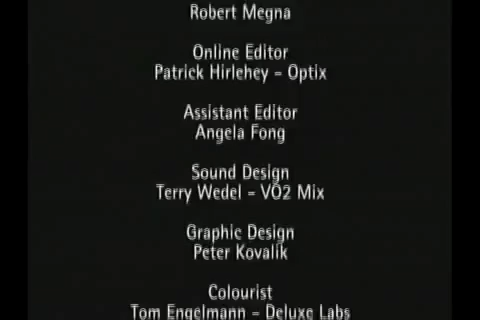 Robert Megna
Online Editor
Patrick Hirlehey - Optix
Assistant Editor
Angela Fong
Sound Design
Terry Wedel - VO2 Mix
Graphic Design
Peter Kovalik
Colourist
Tom Engelmann - Deluxe Labs